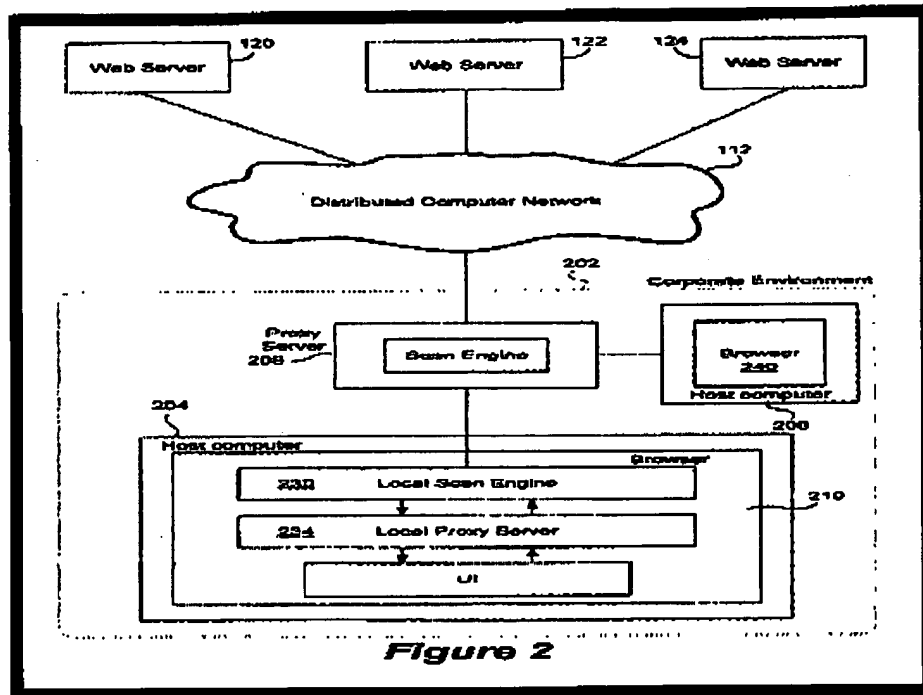 120
122
124
Web Server
Web Server
Web Server
112
Distributed Computer Network
202
Corporate Environment
Proxy Server
208
Scan Engine
Browser
240
Host computer
206
204
Host computer
Browser
232 Local Scan Engine
210
234 Local Proxy Server
UI
Figure 2